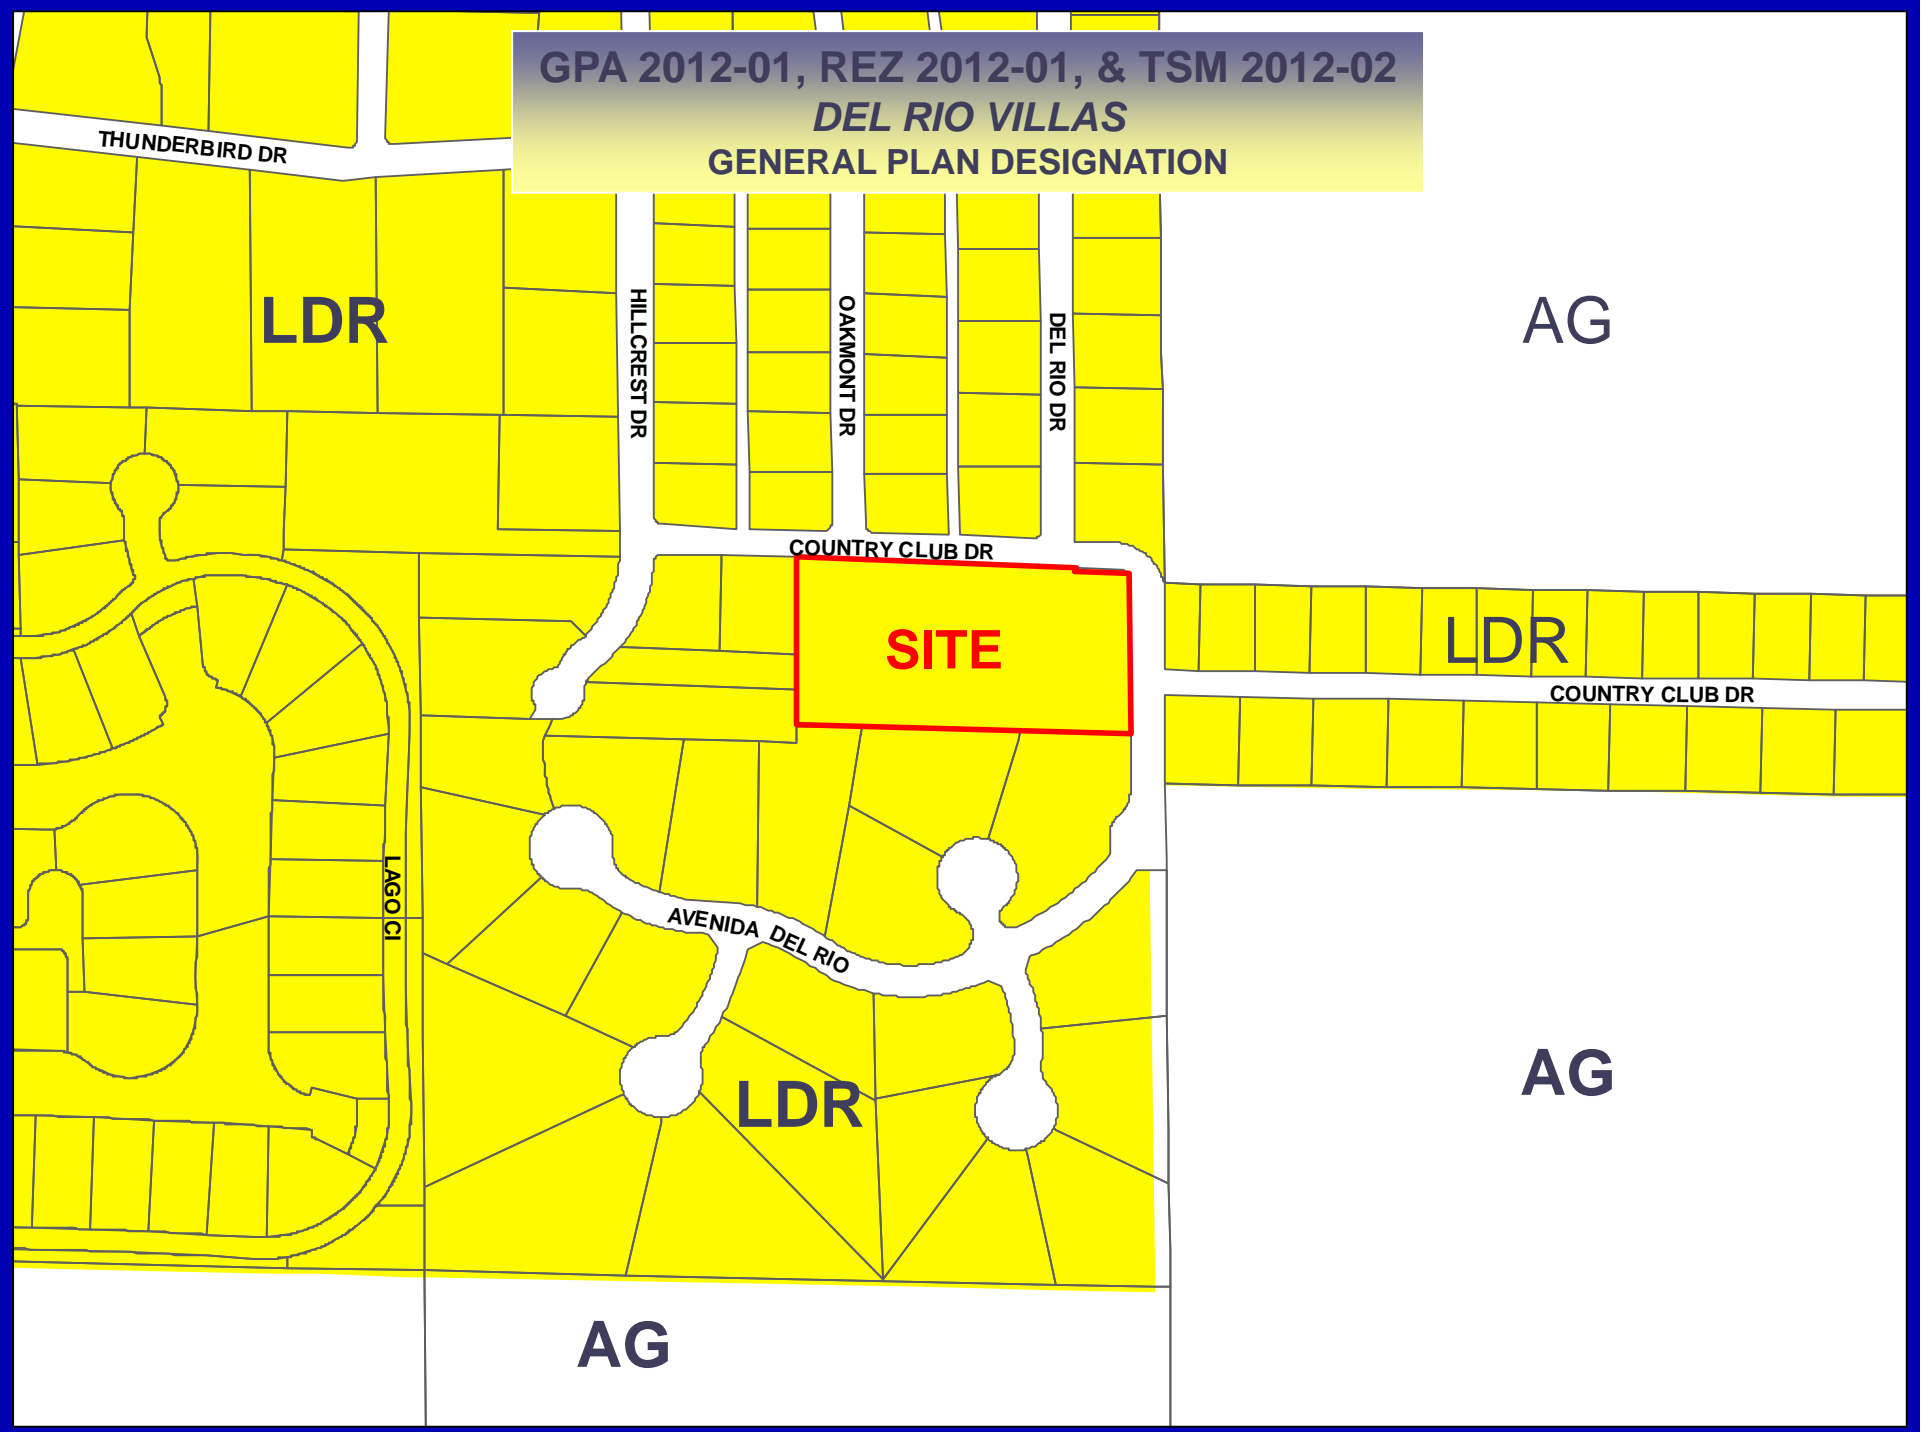 GPA 2012-01, REZ 2012-01, & TSM 2012-02
DEL RIO VILLAS
GENERAL PLAN DESIGNATION
THUNDERBIRD DR
LDR
HILLCREST DR
OAKMONT DR
DEL RIO DR
AG
COUNTRY CLUB DR
SITE
LDR
COUNTRY CLUB DR
LAGO CI
AVENIDA DEL RIO
LDR
AG
AG